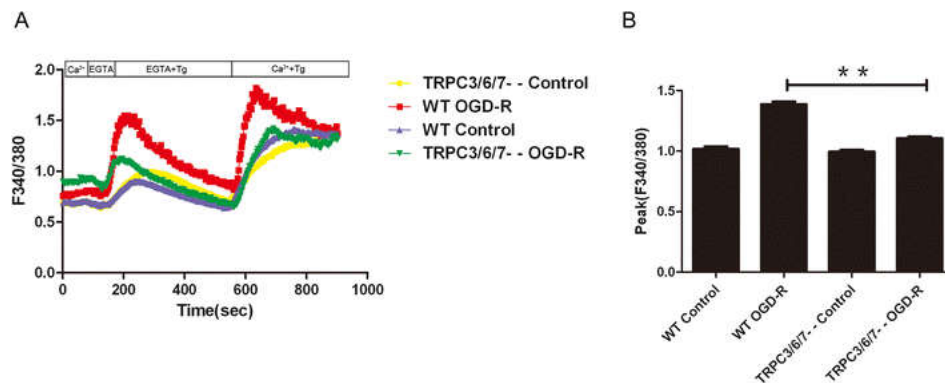 A
Ca²⁺ EGTA EGTA+Tg Ca²⁺+Tg
2.0
1.5
1.0
0.5
0.0
F340/380
0 200 400 600 800 1000
Time(sec)
TRPC3/6/7- - Control
WT OGD-R
WT Control
TRPC3/6/7- - OGD-R
B
**
1.5
1.0
0.5
0.0
Peak(F340/380)
WT Control
WT OGD-R
TRPC3/6/7- - Control
TRPC3/6/7- - OGD-R